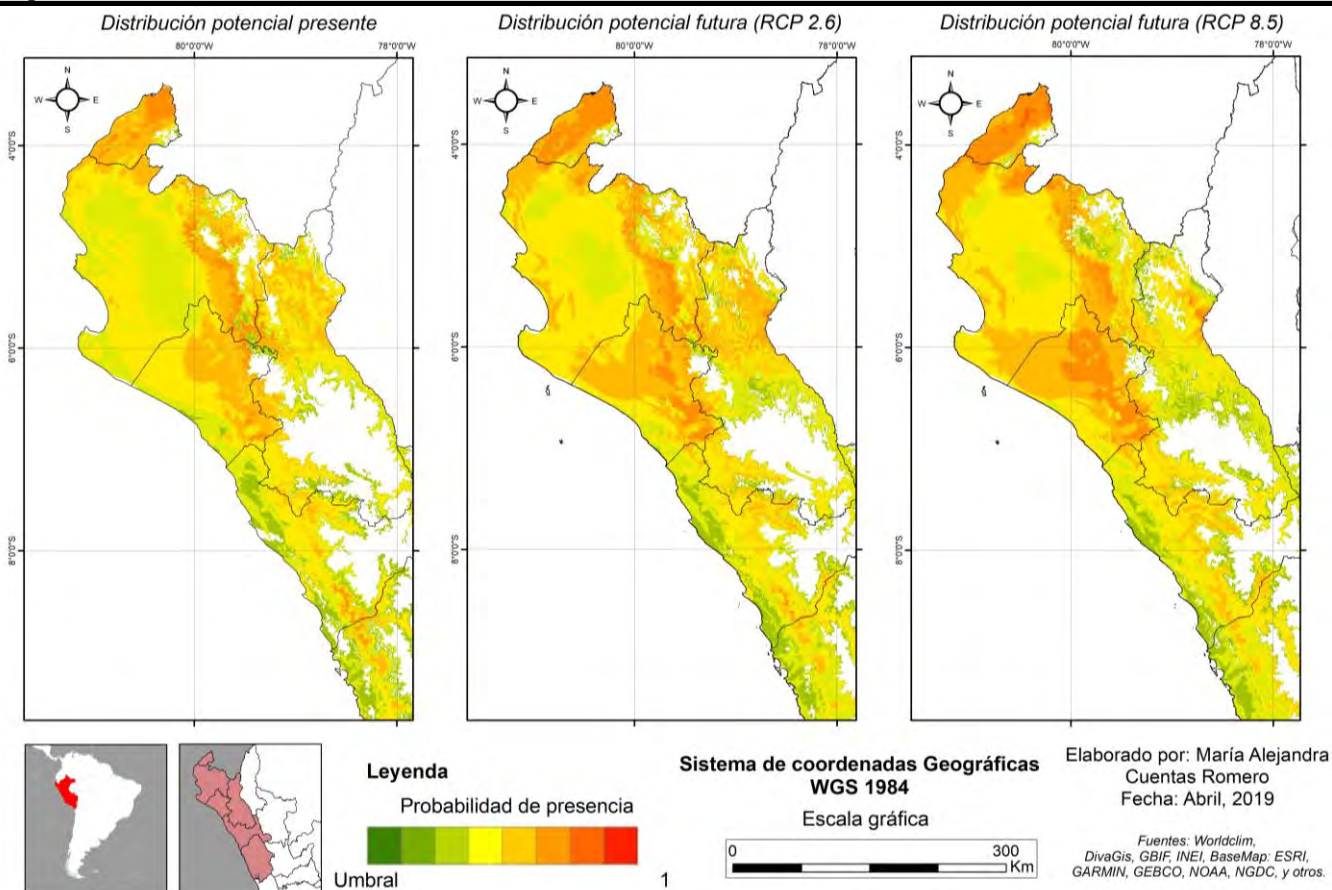 Distribución potencial presente
Distribución potencial futura (RCP 2.6)
Distribución potencial futura (RCP 8.5)
80°0'0"W 78°0'0"W
80°0'0"W 78°0'0"W
80°0'0"W 78°0'0"W
N
W E
S
N
W E
S
N
W E
S
4°0'0"S
4°0'0"S
4°0'0"S
6°0'0"S
6°0'0"S
6°0'0"S
8°0'0"S
8°0'0"S
8°0'0"S
Leyenda
Probabilidad de presencia
Umbral 1
Sistema de coordenadas Geográficas
WGS 1984
Escala gráfica
0 300
Km
Elaborado por: María Alejandra
Cuentas Romero
Fecha: Abril, 2019
Fuentes: Worldclim,
DivaGis, GBIF, INEI, BaseMap: ESRI,
GARMIN, GEBCO, NOAA, NGDC, y otros.